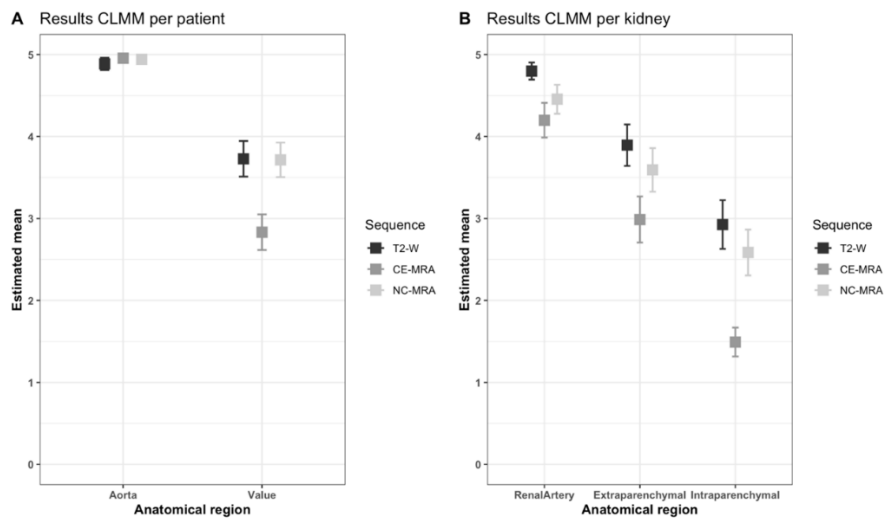 A Results CLMM per patient
Estimated mean
5
4
3
2
1
0
Aorta
Value
Anatomical region
Sequence
T2-W
CE-MRA
NC-MRA
B Results CLMM per kidney
Estimated mean
5
4
3
2
1
0
RenalArtery
Extraparenchymal
Intraparenchymal
Anatomical region
Sequence
T2-W
CE-MRA
NC-MRA